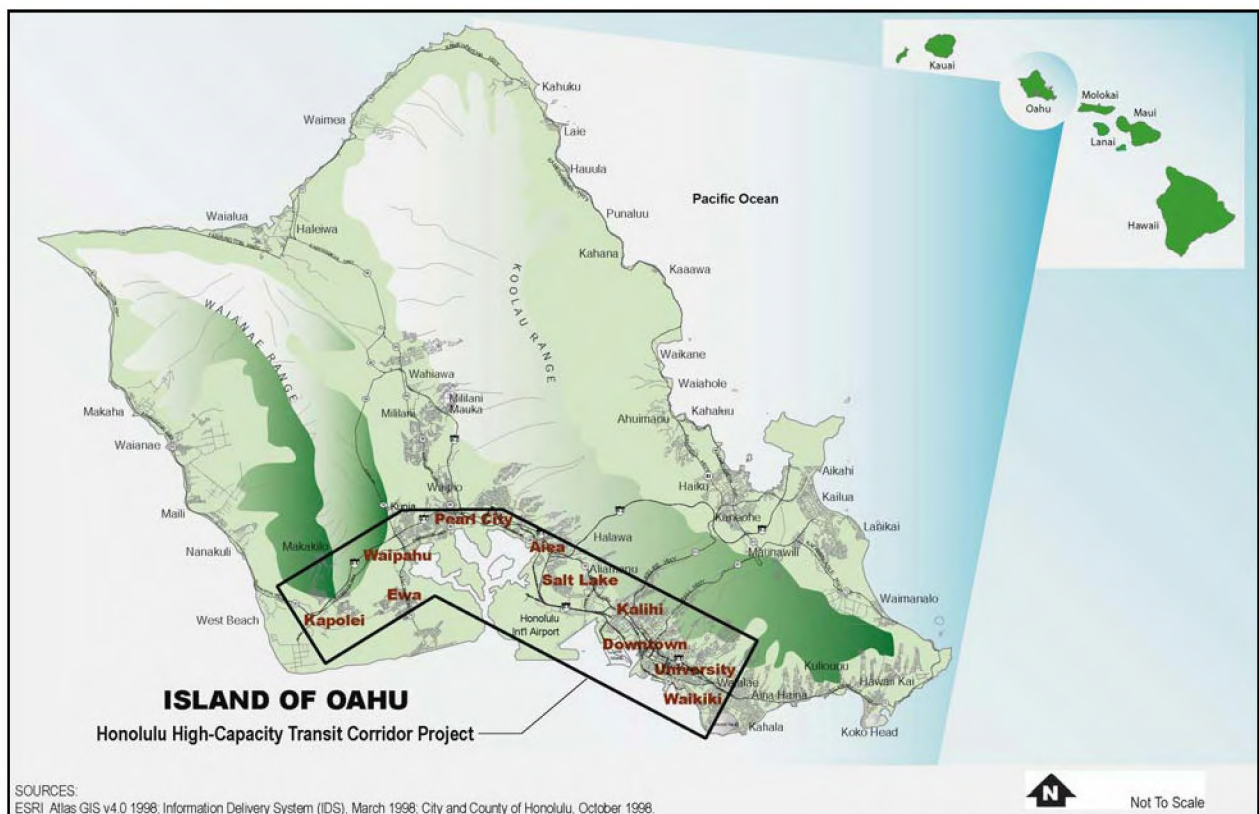 Kauai
Oahu
Molokai
Maui
Lanai
Hawaii
Pacific Ocean
Kahuku
Waimea
Laie
Hauula
Punaluu
Waialua
Haleiwa
Kahana
Kaaawa
KOOLAU RANGE
WAIANAE RANGE
Waikane
Waiahole
Wahiawa
Mililani
Mauka
Makaha
Mililani
Ahuimanu
Kahaluu
Waianae
Aikahi
Haiku
Kailua
Waipio
Kaneohe
Lanikai
Maili
Kunia
Pearl City
Halawa
Maunawili
Nanakuli
Makakilo
Waipahu
Aiea
Aliamanu
Salt Lake
Ewa
Waimanalo
West Beach
Kapolei
Kalihi
Honolulu
Int'l Airport
Downtown
University
Kuliouou
Waialae
Hawaii Kai
Waikiki
Aina Haina
Kahala
Koko Head
ISLAND OF OAHU
Honolulu High-Capacity Transit Corridor Project
SOURCES:
ESRI Atlas GIS v4.0 1998; Information Delivery System (IDS), March 1998; City and County of Honolulu, October 1998.
N
Not To Scale